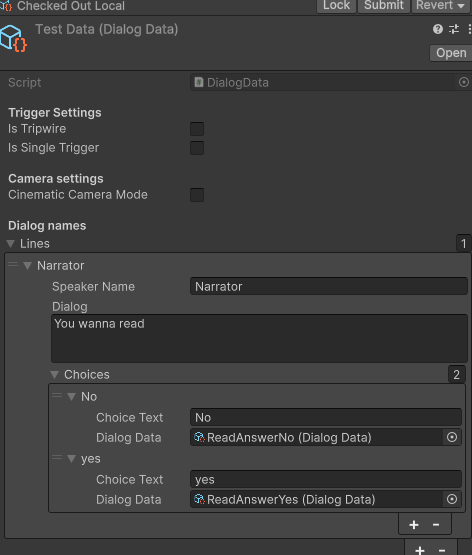 Checked Out Local Lock Submit Revert
Test Data (Dialog Data)
Open
Script DialogData
Trigger Settings
Is Tripwire
Is Single Trigger
Camera settings
Cinematic Camera Mode
Dialog names
Lines 1
Narrator
Speaker Name Narrator
Dialog
You wanna read
Choices 2
No
Choice Text No
Dialog Data ReadAnswerNo (Dialog Data)
yes
Choice Text yes
Dialog Data ReadAnswerYes (Dialog Data)
+ -
+ -